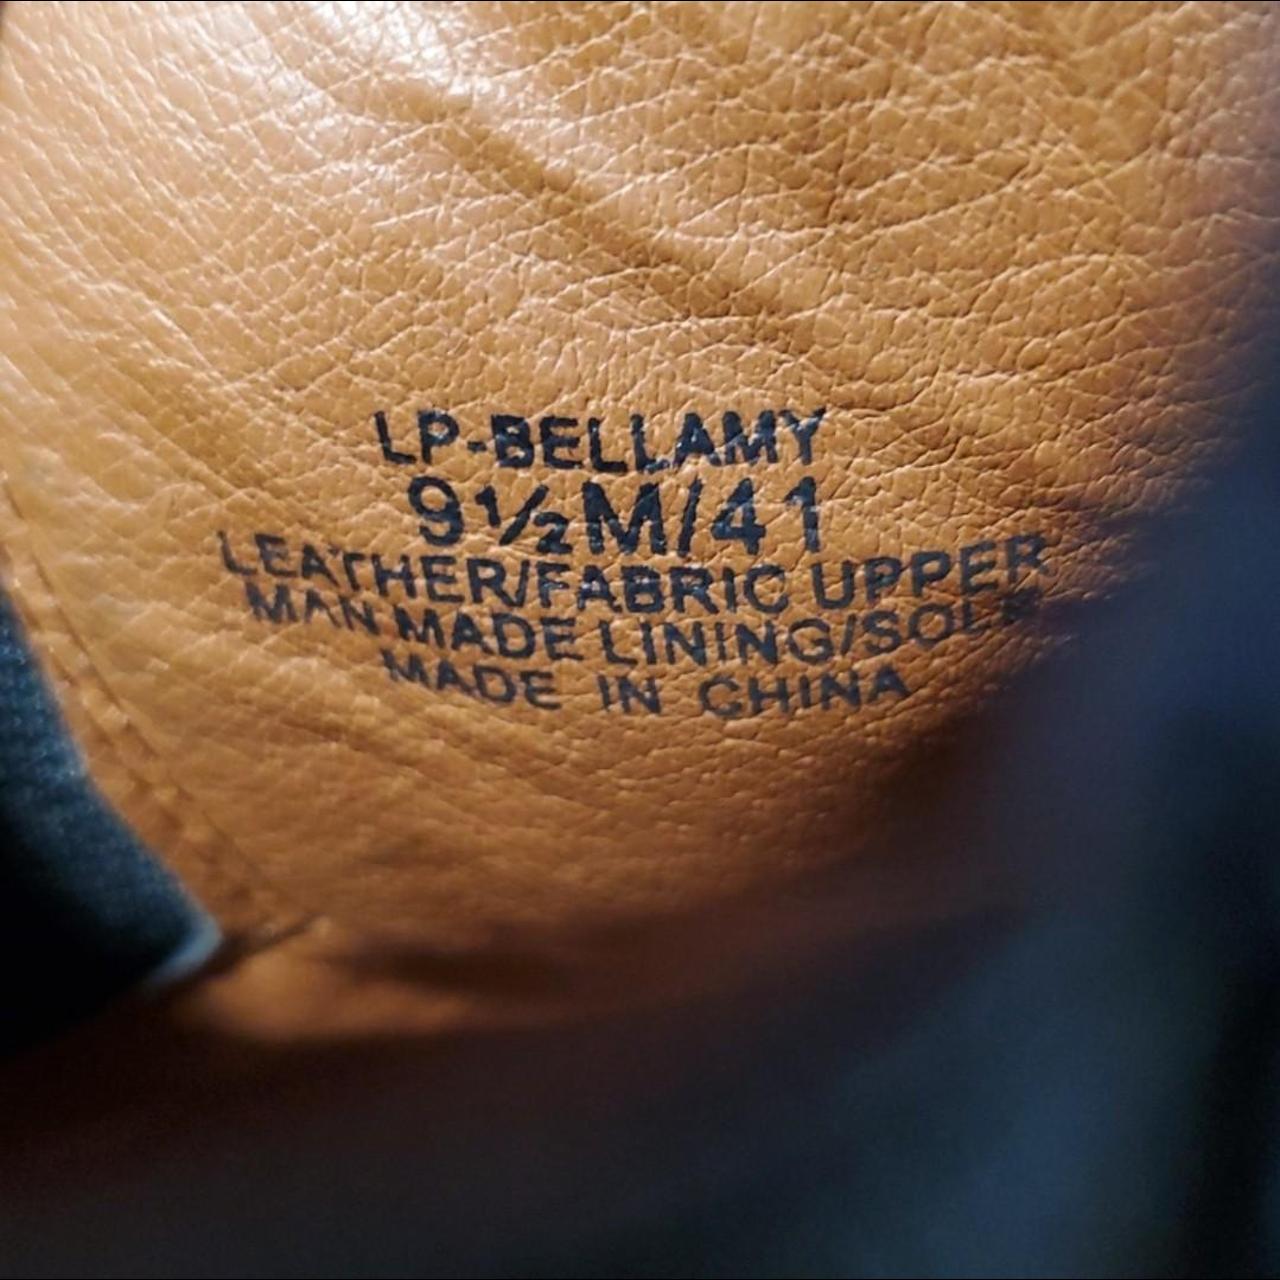 LP-BELLAMY
9½M/41
LEATHER/FABRIC UPPER
MAN MADE LINING/SOLE
MADE IN CHINA